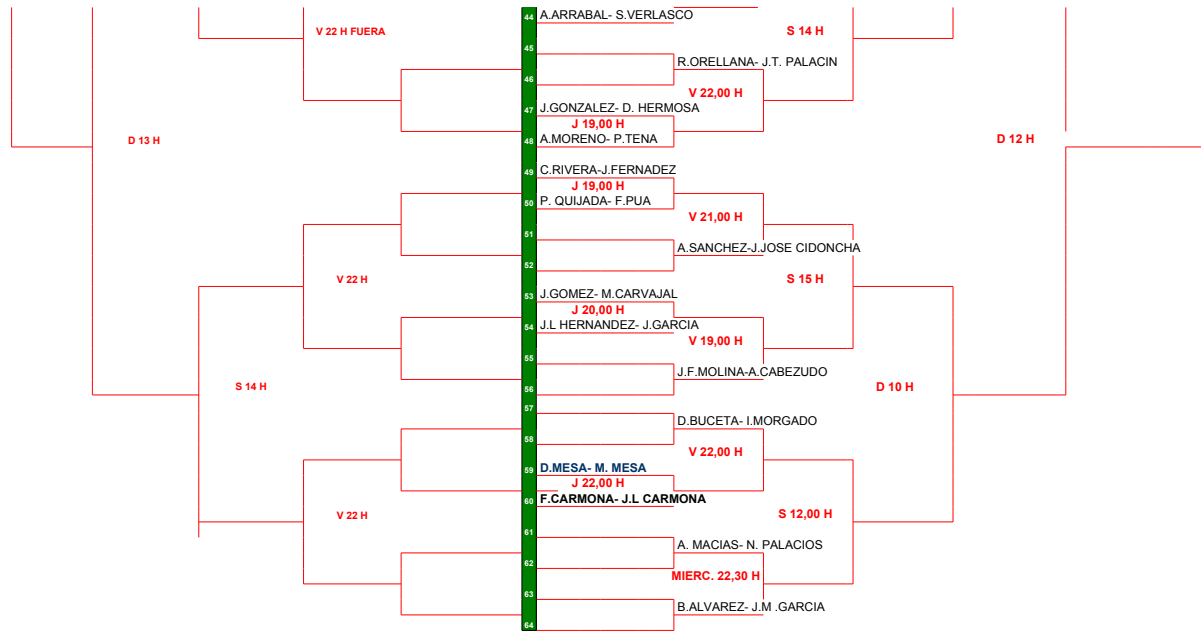 44 A.ARRABAL- S.VERLASCO
V 22 H FUERA
S 14 H
45
R.ORELLANA- J.T. PALACIN
46
V 22,00 H
47 J.GONZALEZ- D. HERMOSA
J 19,00 H
D 13 H
48 A.MORENO- P.TENA
D 12 H
49 C.RIVERA-J.FERNADEZ
J 19,00 H
50 P. QUIJADA- F.PUA
V 21,00 H
51
A.SANCHEZ-J.JOSE CIDONCHA
52
V 22 H
S 15 H
53 J.GOMEZ- M.CARVAJAL
J 20,00 H
54 J.L HERNANDEZ- J.GARCIA
V 19,00 H
55
J.F.MOLINA-A.CABEZUDO
56
S 14 H
D 10 H
57
D.BUCETA- I.MORGADO
58
V 22,00 H
59 D.MESA- M. MESA
J 22,00 H
60 F.CARMONA- J.L CARMONA
V 22 H
S 12,00 H
61
A. MACIAS- N. PALACIOS
62
MIERC. 22,30 H
63
B.ALVAREZ- J.M .GARCIA
64